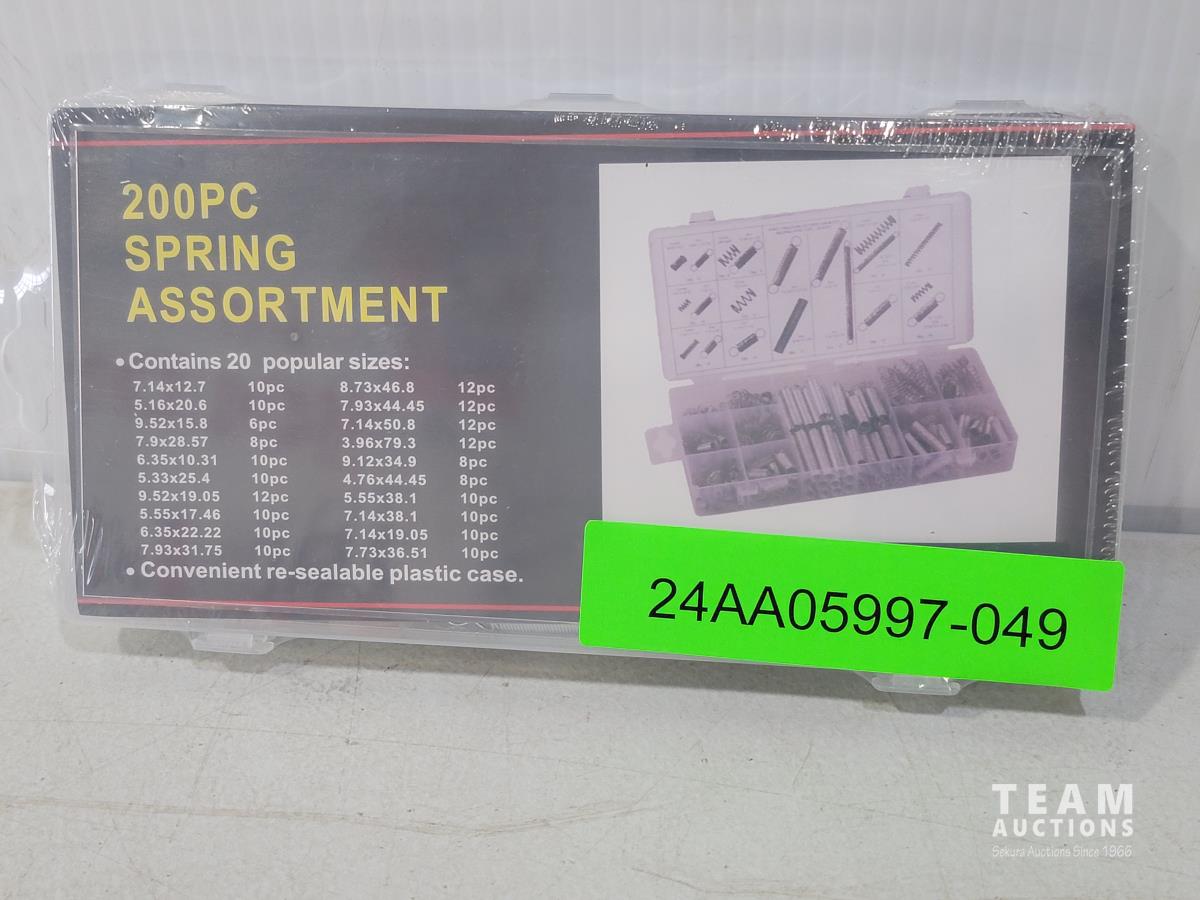 200PC
SPRING
ASSORTMENT
• Contains 20 popular sizes:
7.14x12.7 10pc 8.73x46.8 12pc
5.16x20.6 10pc 7.93x44.45 12pc
9.52x15.8 6pc 7.14x50.8 12pc
7.9x28.57 8pc 3.96x79.3 12pc
6.35x10.31 10pc 9.12x34.9 8pc
5.33x25.4 10pc 4.76x44.45 8pc
9.52x19.05 12pc 5.55x38.1 10pc
5.55x17.46 10pc 7.14x38.1 10pc
6.35x22.22 10pc 7.14x19.05 10pc
7.93x31.75 10pc 7.73x36.51 10pc
• Convenient re-sealable plastic case.
24AA05997-049
TEAM
AUCTIONS
Sekura Auctions Since 1966